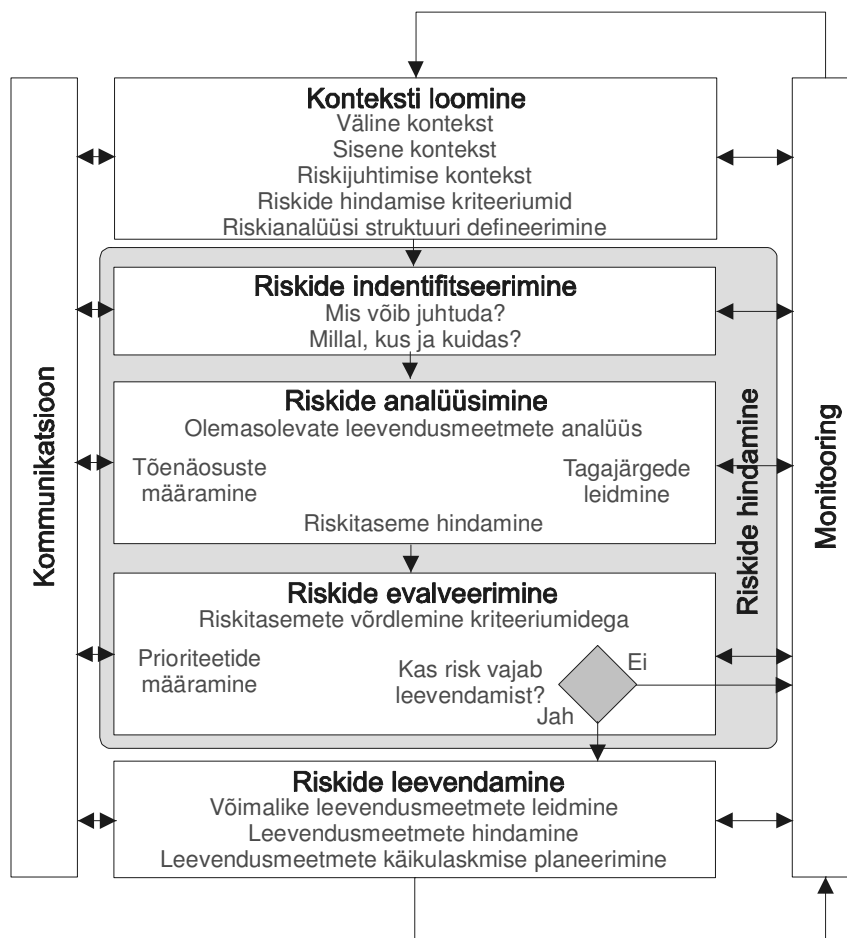 Konteksti loomine
Väline kontekst
Sisene kontekst
Riskijuhtimise kontekst
Riskide hindamise kriteeriumid
Riskianalüüsi struktuuri defineerimine
Riskide indentifitseerimine
Mis võib juhtuda?
Millal, kus ja kuidas?
Riskide analüüsimine
Olemasolevate leevendusmeetmete analüüs
Tõenäosuste
määramine
Tagajärgede
leidmine
Riskitaseme hindamine
Riskide evalveerimine
Riskitasemete võrdlemine kriteeriumidega
Prioriteetide
määramine
Kas risk vajab
leevendamist?
Ei
Jah
Riskide leevendamine
Võimalike leevendusmeetmete leidmine
Leevendusmeetmete hindamine
Leevendusmeetmete käikulaskmise planeerimine
Kommunikatsioon
Riskide hindamine
Monitooring